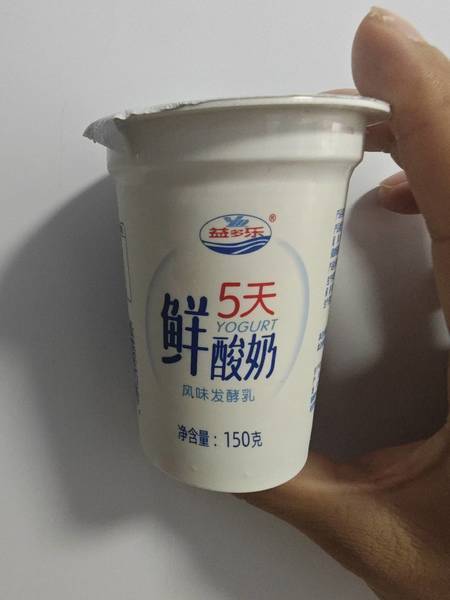 益多乐®
5天
YOGURT
鲜酸奶
风味发酵乳
净含量：150克